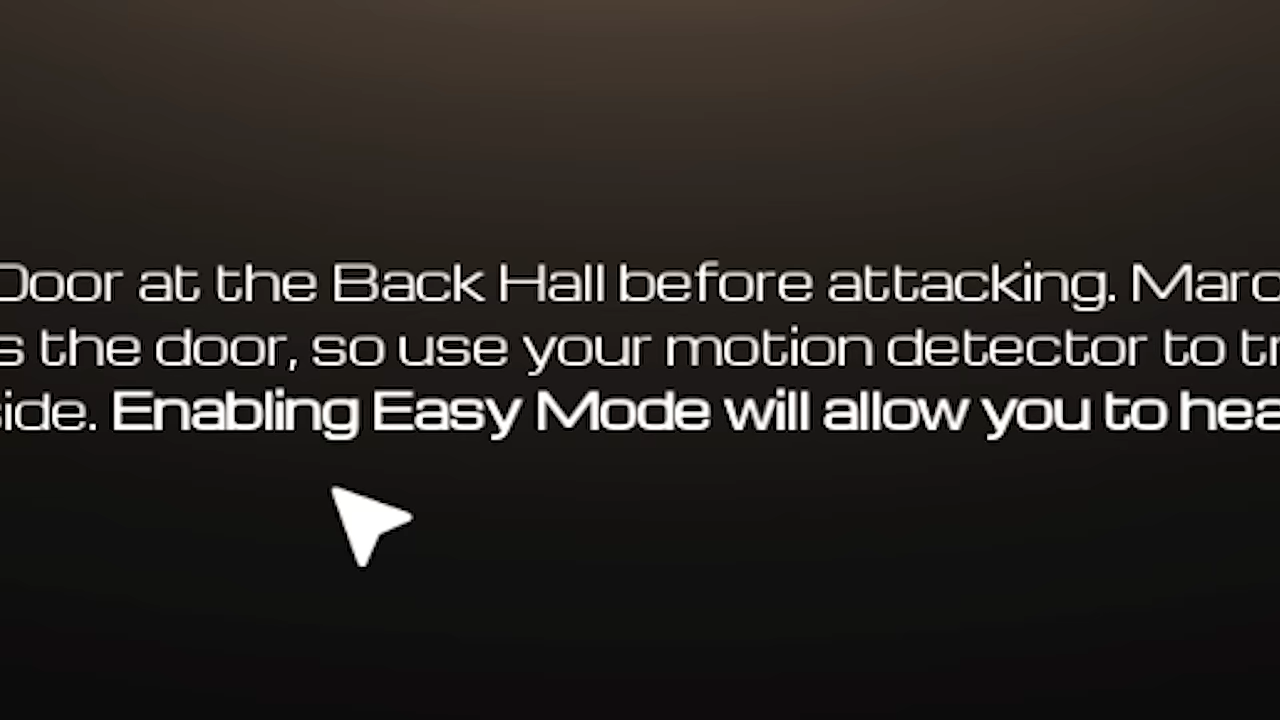 Door at the Back Hall before attacking.
the door, so use your motion detector to
Enabling Easy Mode will allow you to